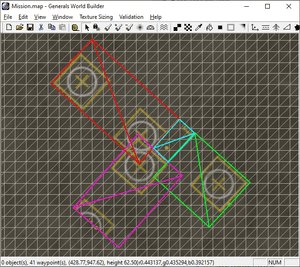 Mission.map - Generals World Builder
File Edit View Window Texture Sizing Validation Help
0 object(s), 41 waypoint(s), (428.77,947.62), height 62.50(r0.443137,g0.435294,b0.392157)
NUM